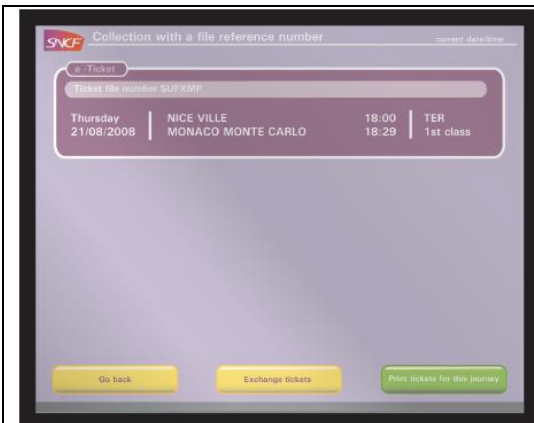 SNCF Collection with a file reference number current date/time
e-Ticket
Ticket file number SUFXMP
Thursday NICE VILLE 18:00 TER
21/08/2008 MONACO MONTE CARLO 18:29 1st class
Go back Exchange tickets Print tickets for this journey